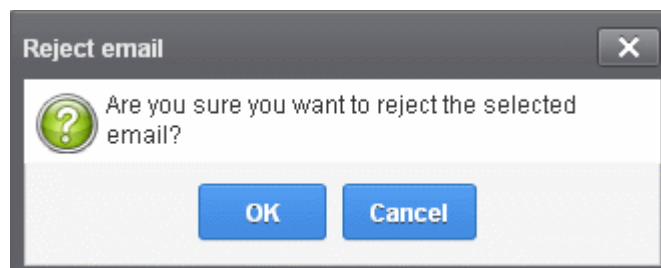 Reject email
Are you sure you want to reject the selected
email?
OK
Cancel